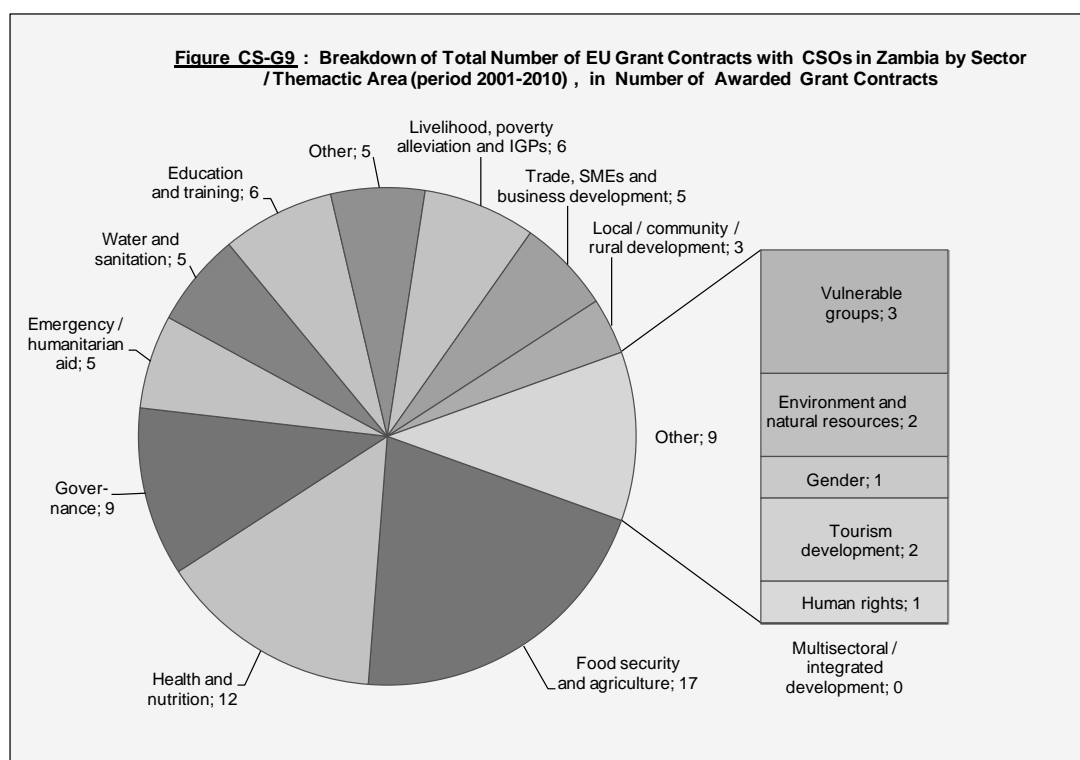 Figure CS-G9 : Breakdown of Total Number of EU Grant Contracts with CSOs in Zambia by Sector
/ Themactic Area (period 2001-2010) , in Number of Awarded Grant Contracts
Livelihood, poverty
alleviation and IGPs; 6
Other; 5
Trade, SMEs and
business development; 5
Education
and training; 6
Local / community /
rural development; 3
Water and
sanitation; 5
Vulnerable
groups; 3
Emergency /
humanitarian
aid; 5
Environment and
natural resources; 2
Other; 9
Gender; 1
Gover-
nance; 9
Tourism
development; 2
Human rights; 1
Multisectoral /
integrated
development; 0
Food security
and agriculture; 17
Health and
nutrition; 12